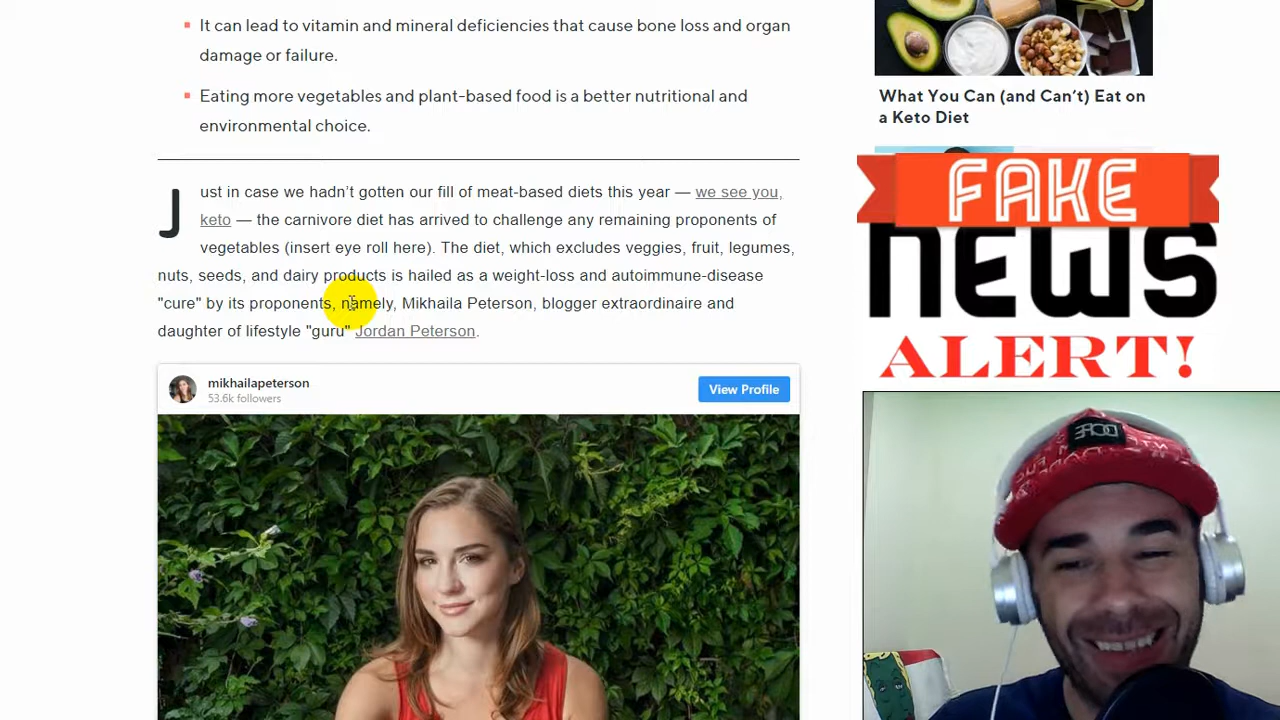 It can lead to vitamin and mineral deficiencies that cause bone loss and organ
damage or failure.
Eating more vegetables and plant-based food is a better nutritional and
environmental choice.
Just in case we hadn't gotten our fill of meat-based diets this year — we see you,
keto — the carnivore diet has arrived to challenge any remaining proponents of
vegetables (insert eye roll here). The diet, which excludes veggies, fruit, legumes,
nuts, seeds, and dairy products is hailed as a weight-loss and autoimmune-disease
"cure" by its proponents, namely, Mikhaila Peterson, blogger extraordinaire and
daughter of lifestyle "guru" Jordan Peterson.
mikhailapeterson
53.6k followers
View Profile
What You Can (and Can't) Eat on
a Keto Diet
FAKE
NEWS
ALERT!